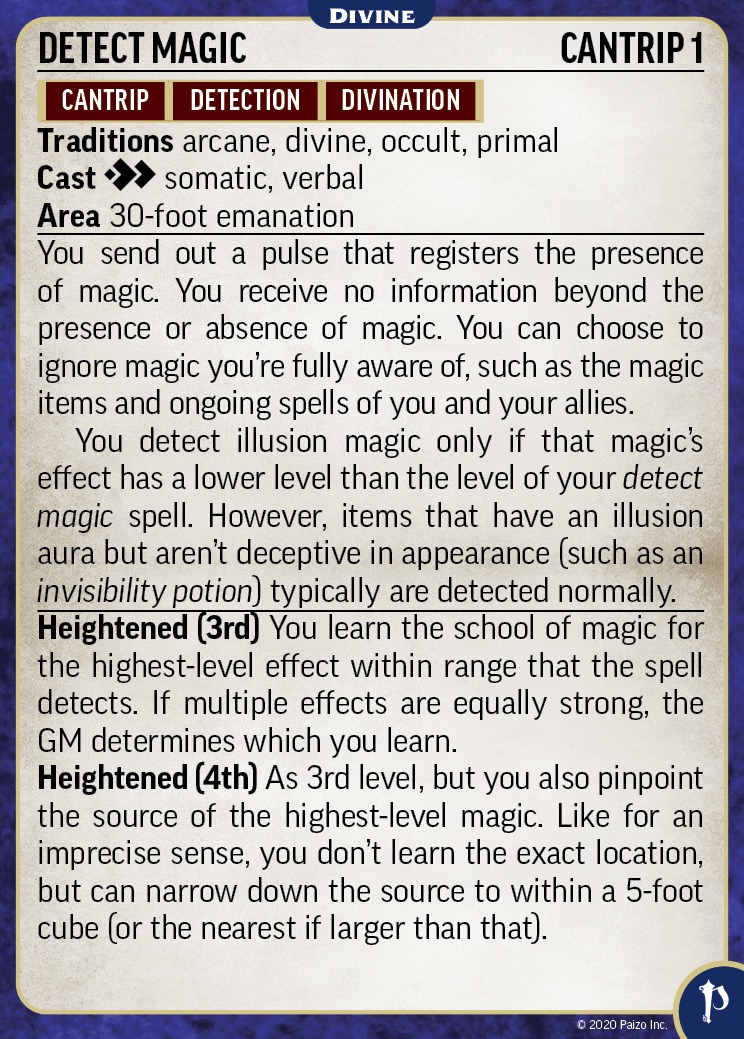 DIVINE
DETECT MAGIC CANTRIP 1
CANTRIP DETECTION DIVINATION
Traditions arcane, divine, occult, primal
Cast somatic, verbal
Area 30-foot emanation
You send out a pulse that registers the presence
of magic. You receive no information beyond the
presence or absence of magic. You can choose to
ignore magic you’re fully aware of, such as the magic
items and ongoing spells of you and your allies.
You detect illusion magic only if that magic’s
effect has a lower level than the level of your detect
magic spell. However, items that have an illusion
aura but aren’t deceptive in appearance (such as an
invisibility potion) typically are detected normally.
Heightened (3rd) You learn the school of magic for
the highest-level effect within range that the spell
detects. If multiple effects are equally strong, the
GM determines which you learn.
Heightened (4th) As 3rd level, but you also pinpoint
the source of the highest-level magic. Like for an
imprecise sense, you don’t learn the exact location,
but can narrow down the source to within a 5-foot
cube (or the nearest if larger than that).
P
© 2020 Paizo Inc.